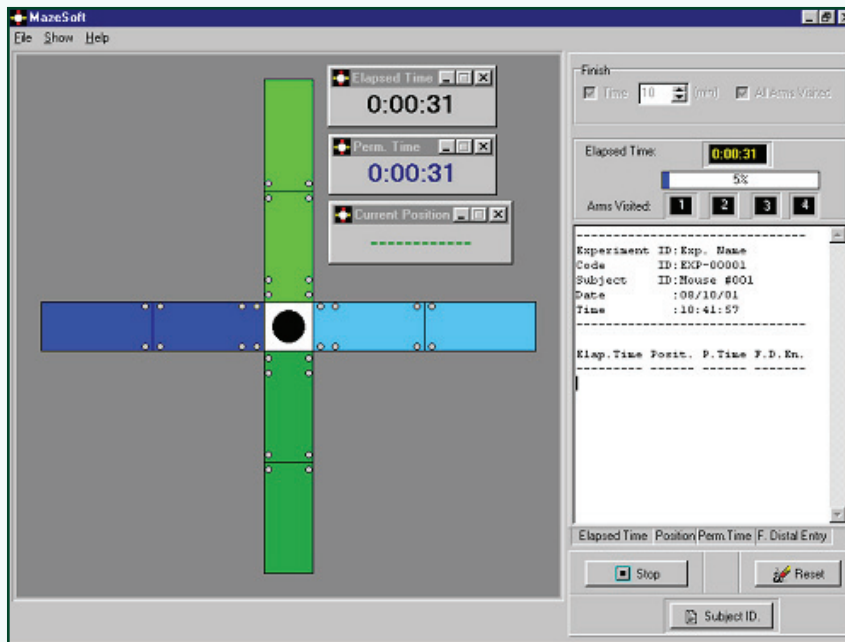 MazeSoft
File Show Help
Elapsed Time
0:00:31
Perm. Time
0:00:31
Current Position
------------
Finish
Time 10 (min) All Arms Visited
Elapsed Time: 0:00:31
5%
Arms Visited: 1 2 3 4
--------------------------------
Experiment ID:Exp. Name
Code ID:EXP-00001
Subject ID:Mouse #001
Date :08/10/01
Time :10:41:57
--------------------------------
Elap.Time Posit. P.Time F.D.En.
--------- ------ ------ -------
Elapsed Time Position Perm.Time F. Distal Entry
Stop Reset
Subject ID.